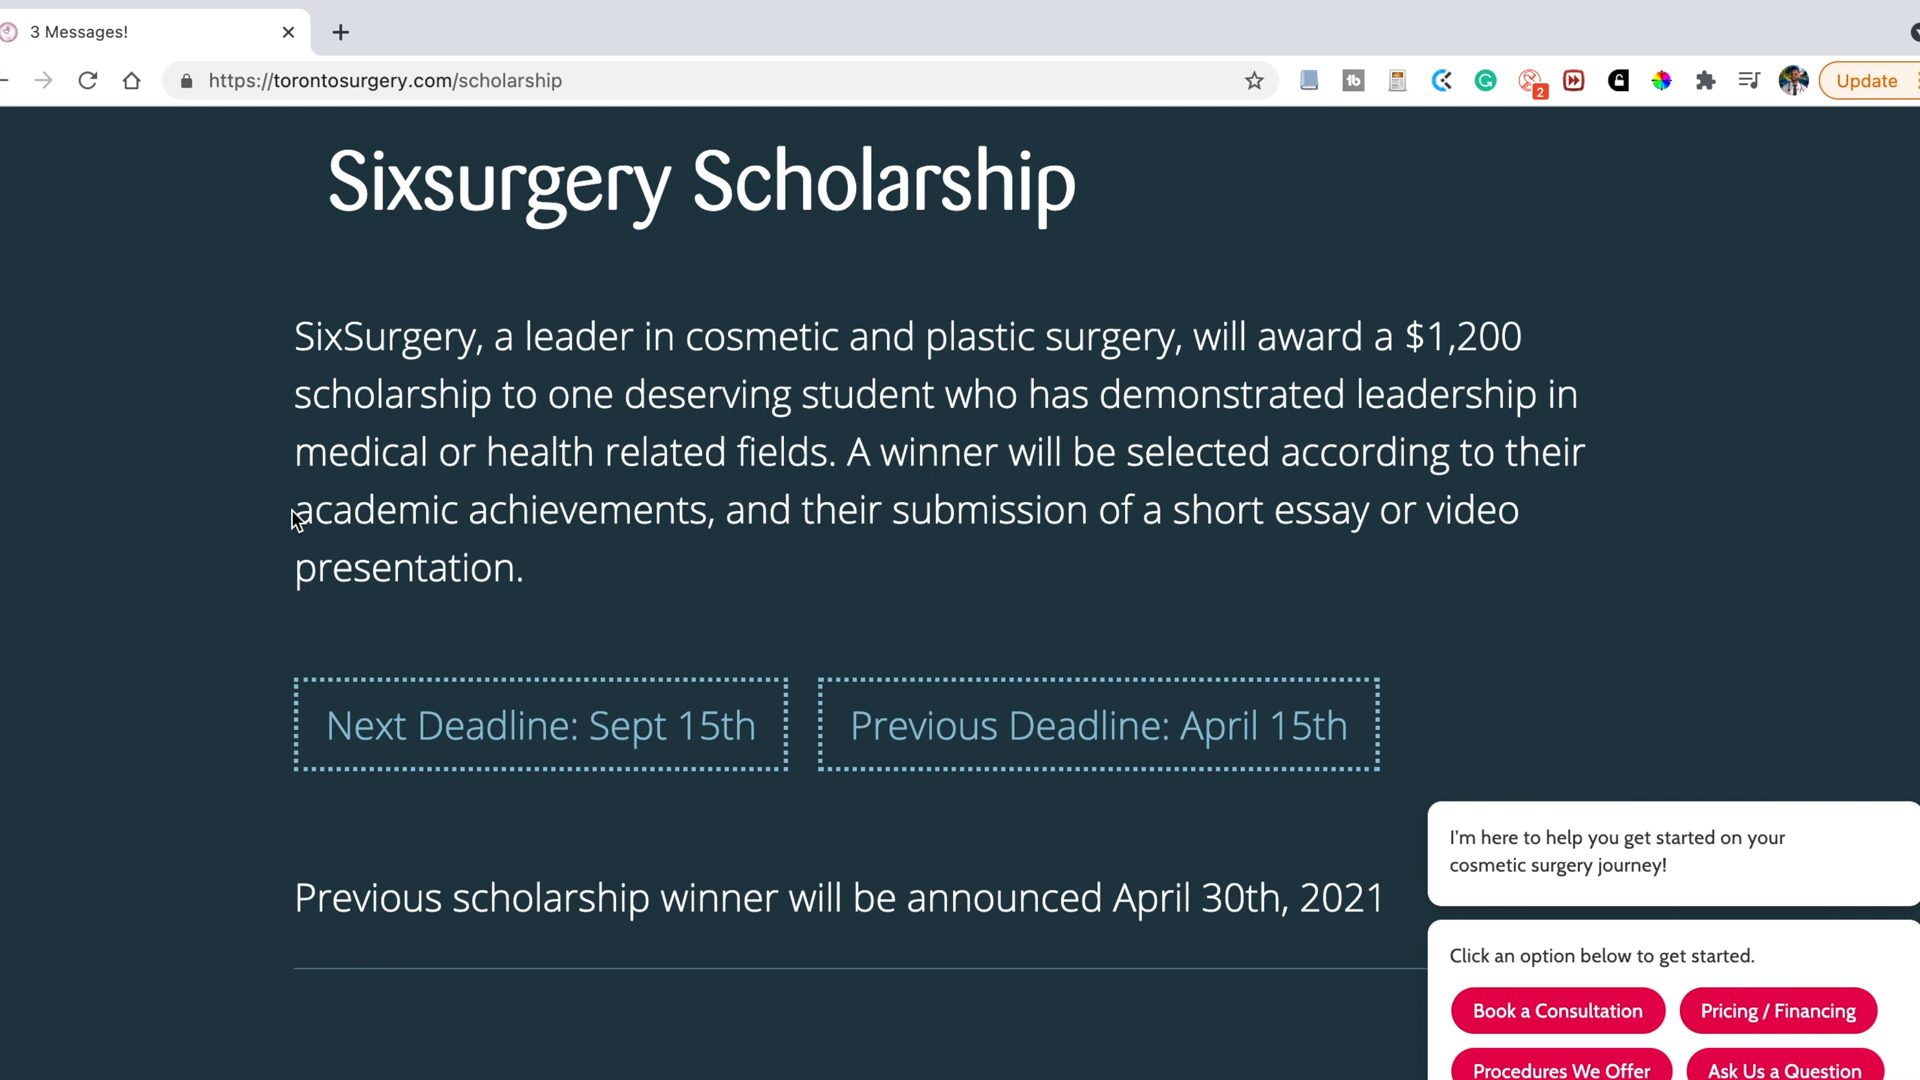 3 Messages!
https://torontosurgery.com/scholarship
1b
2
Update
Sixsurgery Scholarship
SixSurgery, a leader in cosmetic and plastic surgery, will award a $1,200
scholarship to one deserving student who has demonstrated leadership in
medical or health related fields. A winner will be selected according to their
academic achievements, and their submission of a short essay or video
presentation.
Next Deadline: Sept 15th
Previous Deadline: April 15th
Previous scholarship winner will be announced April 30th, 2021
I'm here to help you get started on your
cosmetic surgery journey!
Click an option below to get started.
Book a Consultation
Pricing / Financing
Procedures We Offer
Ask Us a Question